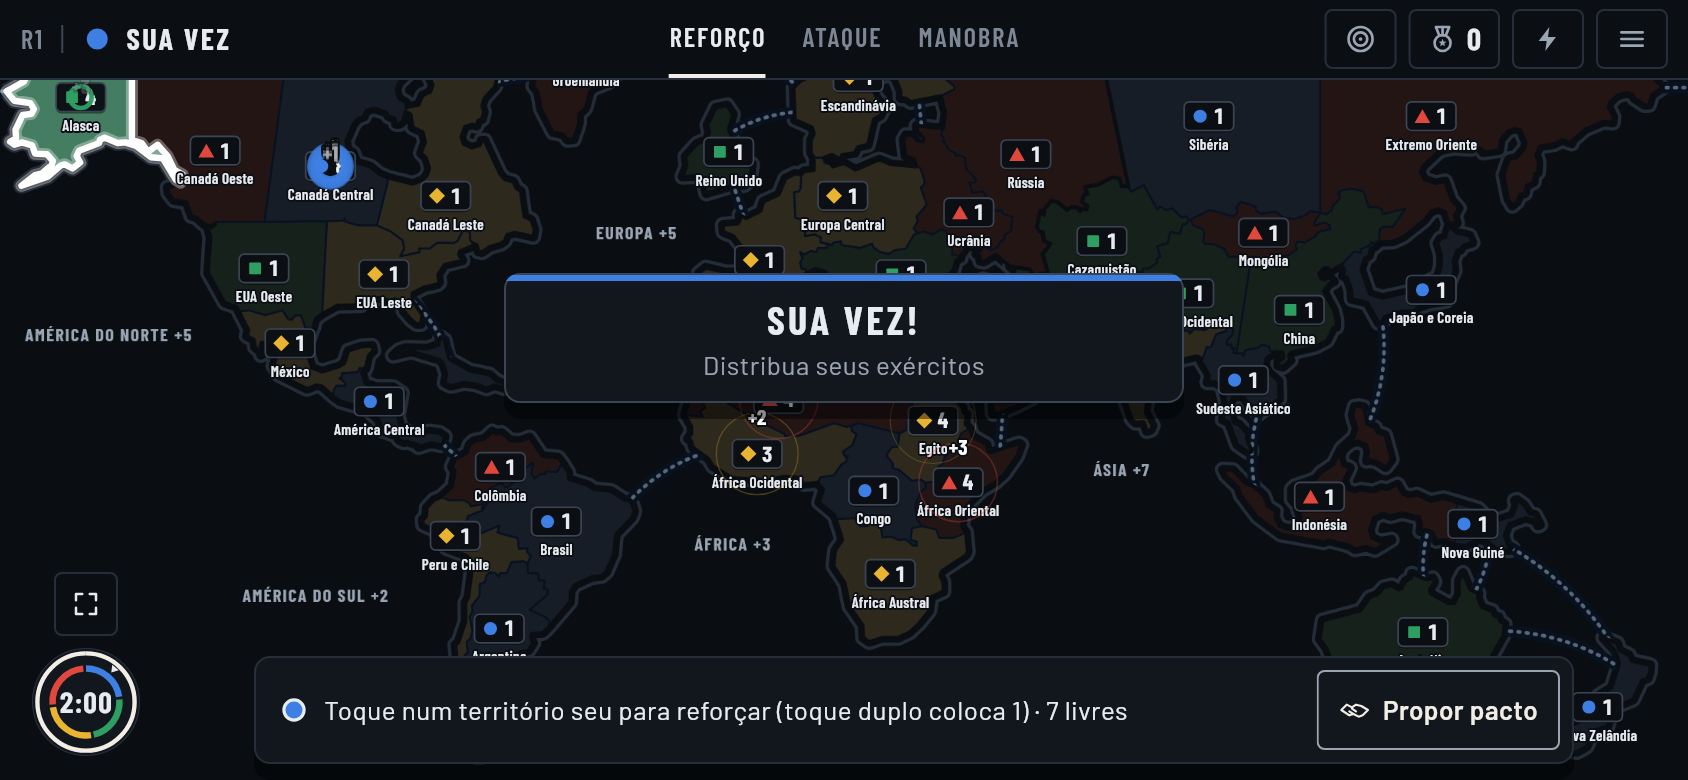 R1
SUA VEZ
REFORÇO
ATAQUE
MANOBRA
0
Groenlândia
Escandinávia
Alasca
1
Canadá Oeste
+1
Canadá Central
1
Canadá Leste
1
Reino Unido
1
Europa Central
1
Rússia
1
Sibéria
1
Extremo Oriente
1
Ucrânia
1
Cazaquistão
1
Mongólia
EUROPA +5
1
EUA Oeste
1
EUA Leste
1
1
1
Ocidental
1
China
1
Japão e Coreia
AMÉRICA DO NORTE +5
1
México
SUA VEZ!
Distribua seus exércitos
1
América Central
1
Sudeste Asiático
+2
3
África Ocidental
4
Egito
+3
4
África Oriental
ÁSIA +7
1
Colômbia
1
Congo
1
Brasil
1
Peru e Chile
1
Indonésia
1
Nova Guiné
ÁFRICA +3
1
África Austral
AMÉRICA DO SUL +2
1
1
2:00
Toque num território seu para reforçar (toque duplo coloca 1) · 7 livres
Propor pacto
1
va Zelândia